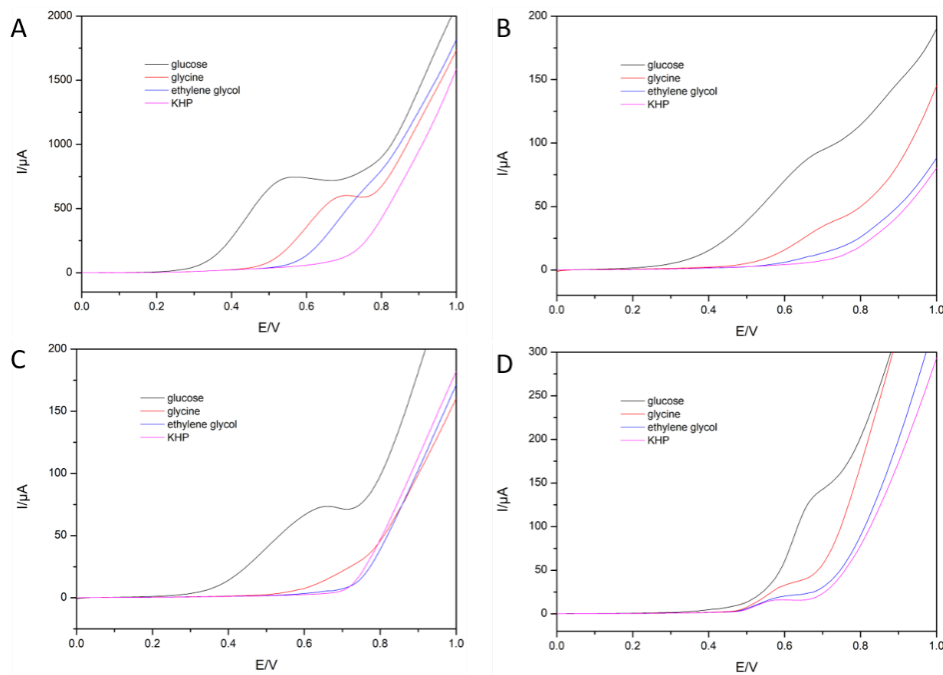 A
2000
1500
1000
500
0
I/µA
0.0 0.2 0.4 0.6 0.8 1.0
E/V
glucose
glycine
ethylene glycol
KHP
B
200
150
100
50
0
I/µA
0.0 0.2 0.4 0.6 0.8 1.0
E/V
glucose
glycine
ethylene glycol
KHP
C
200
150
100
50
0
I/µA
0.0 0.2 0.4 0.6 0.8 1.0
E/V
glucose
glycine
ethylene glycol
KHP
D
300
250
200
150
100
50
0
I/µA
0.0 0.2 0.4 0.6 0.8 1.0
E/V
glucose
glycine
ethylene glycol
KHP